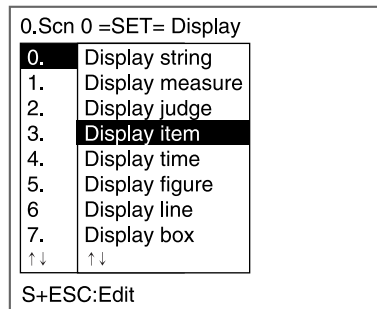 0.Scn 0 =SET= Display
0. Display string
1. Display measure
2. Display judge
3. Display item
4. Display time
5. Display figure
6 Display line
7. Display box
↑↓ ↑↓
S+ESC:Edit